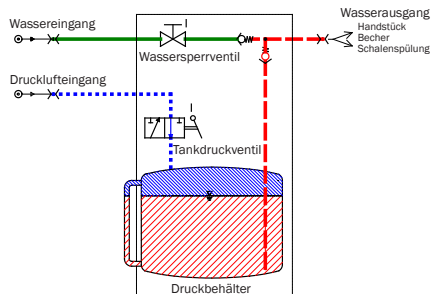 Wassereingang
Wasserausgang
Handstück
Becher
Schalenspülung
I
Wassersperrventil
Drucklufteingang
I
Tankdruckventil
Druckbehälter